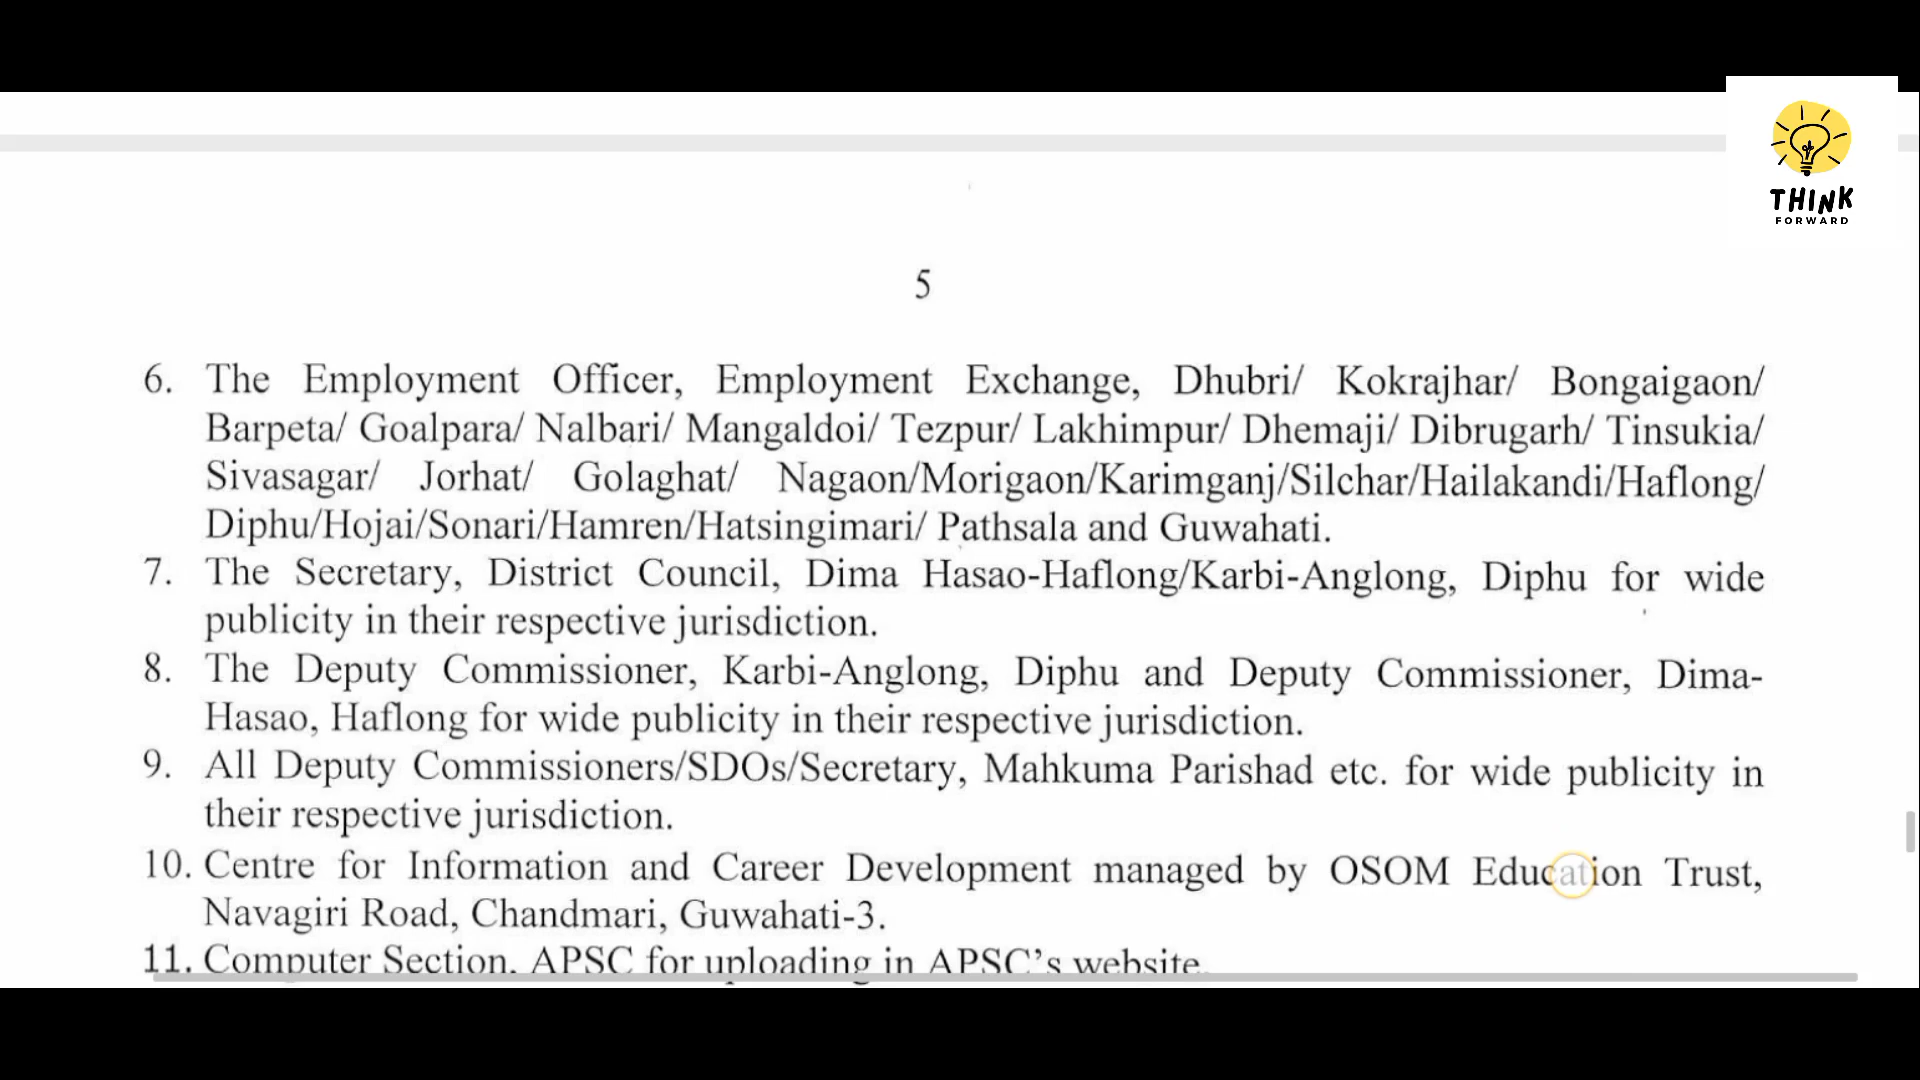 THINK
FORWARD
5
6. The Employment Officer, Employment Exchange, Dhubri/ Kokrajhar/ Bongaigaon/
Barpeta/ Goalpara/ Nalbari/ Mangaldoi/ Tezpur/ Lakhimpur/ Dhemaji/ Dibrugarh/ Tinsukia/
Sivasagar/ Jorhat/ Golaghat/ Nagaon/Morigaon/Karimganj/Silchar/Hailakandi/Haflong/
Diphu/Hojai/Sonari/Hamren/Hatsingimari/ Pathsala and Guwahati.
7. The Secretary, District Council, Dima Hasao-Haflong/Karbi-Anglong, Diphu for wide
publicity in their respective jurisdiction.
8. The Deputy Commissioner, Karbi-Anglong, Diphu and Deputy Commissioner, Dima-
Hasao, Haflong for wide publicity in their respective jurisdiction.
9. All Deputy Commissioners/SDOs/Secretary, Mahkuma Parishad etc. for wide publicity in
their respective jurisdiction.
10. Centre for Information and Career Development managed by OSOM Education Trust,
Navagiri Road, Chandmari, Guwahati-3.
11. Computer Section, APSC for uploading in APSC's website.